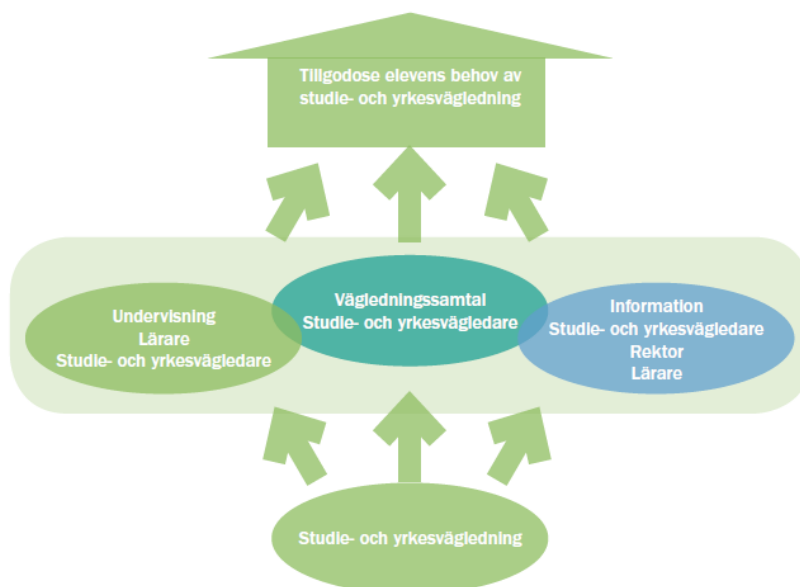 Tillgodose elevens behov av
studie- och yrkesvägledning
Undervisning
Lärare
Studie- och yrkesvägledare
Vägledningssamtal
Studie- och yrkesvägledare
Information
Studie- och yrkesvägledare
Rektor
Lärare
Studie- och yrkesvägledning